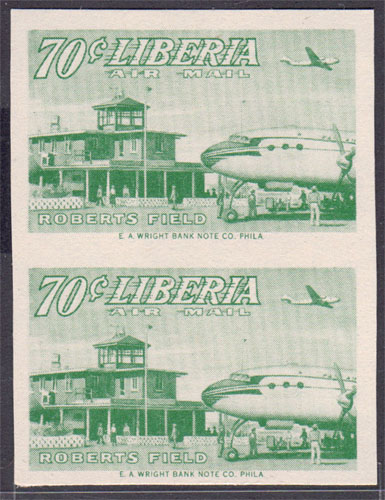 70¢ LIBERIA
AIR MAIL
ROBERTS FIELD
E. A. WRIGHT BANK NOTE CO. PHILA.
70¢ LIBERIA
AIR MAIL
ROBERTS FIELD
E. A. WRIGHT BANK NOTE CO. PHILA.